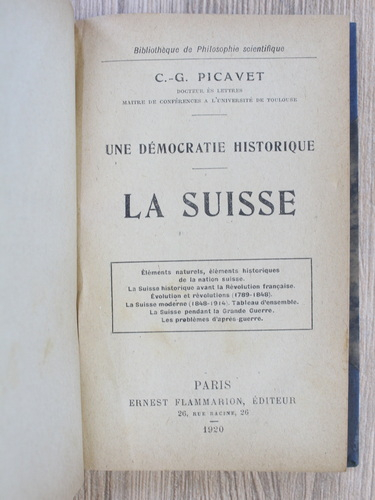 Bibliothèque de Philosophie scientifique
C.-G. PICAVET
DOCTEUR ÈS LETTRES
MAITRE DE CONFÉRENCES A L'UNIVERSITÉ DE TOULOUSE
UNE DÉMOCRATIE HISTORIQUE
LA SUISSE
Éléments naturels, éléments historiques
de la nation suisse.
La Suisse historique avant la Révolution française.
Évolution et révolutions (1789-1848).
La Suisse moderne (1848-1914). Tableau d'ensemble.
La Suisse pendant la Grande Guerre.
Les problèmes d'après-guerre.
PARIS
ERNEST FLAMMARION, ÉDITEUR
26, RUE RACINE, 26
1920